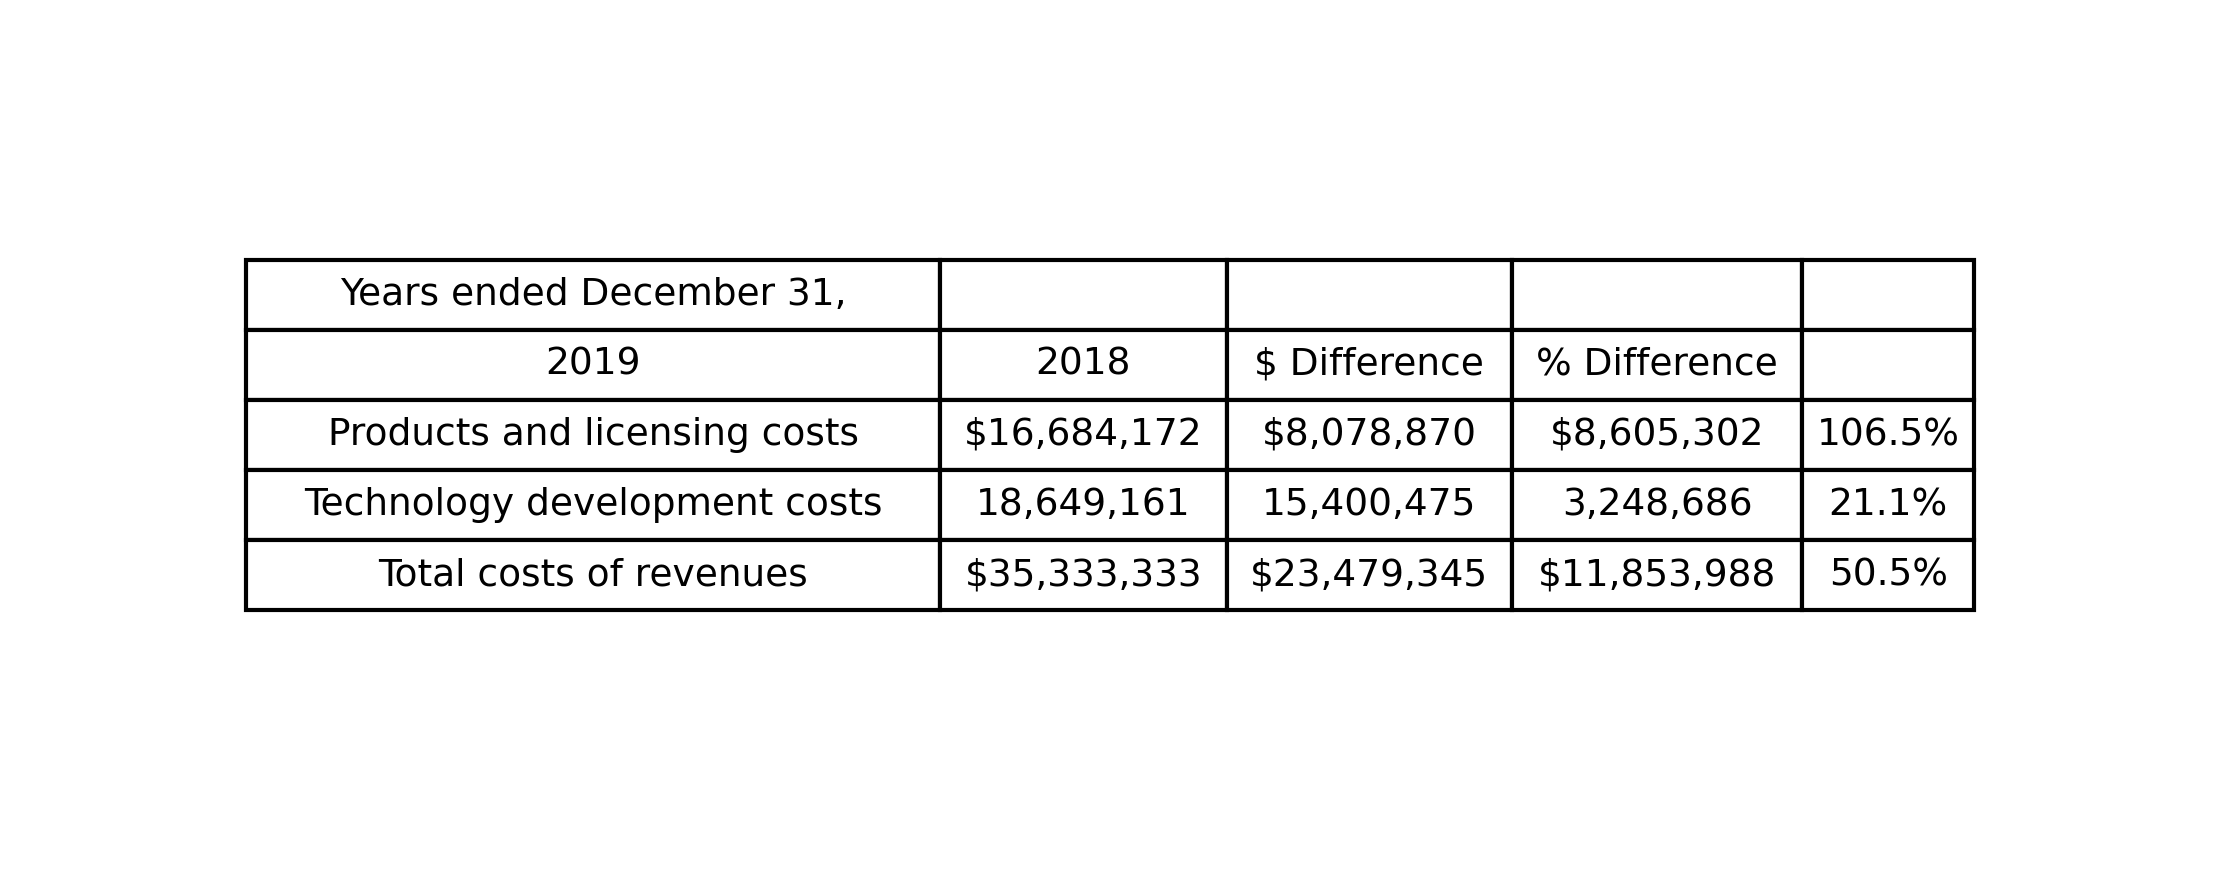 Years ended December 31,
2019 2018 $ Difference % Difference
Products and licensing costs $16,684,172 $8,078,870 $8,605,302 106.5%
Technology development costs 18,649,161 15,400,475 3,248,686 21.1%
Total costs of revenues $35,333,333 $23,479,345 $11,853,988 50.5%